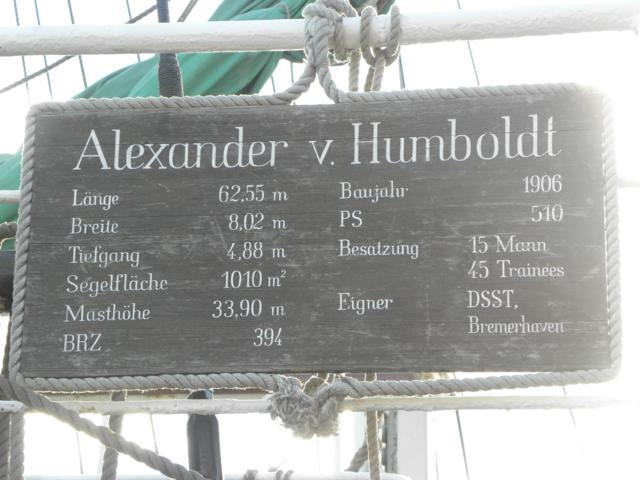 Alexander v. Humboldt
Länge 62,55 m
Breite 8,02 m
Tiefgang 4,88 m
Segelfläche 1010 m²
Masthöhe 33,90 m
BRZ 394
Baujahr 1906
PS 510
Besatzung 15 Mann
45 Trainees
Eigner DSST,
Bremerhaven